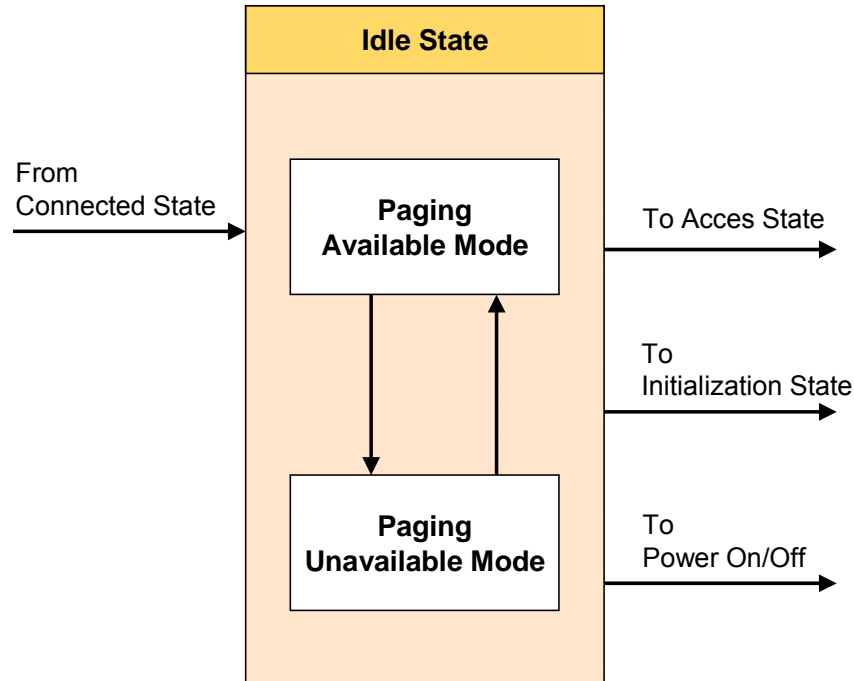 Idle State
From
Connected State
Paging
Available Mode
To Acces State
To
Initialization State
Paging
Unavailable Mode
To
Power On/Off